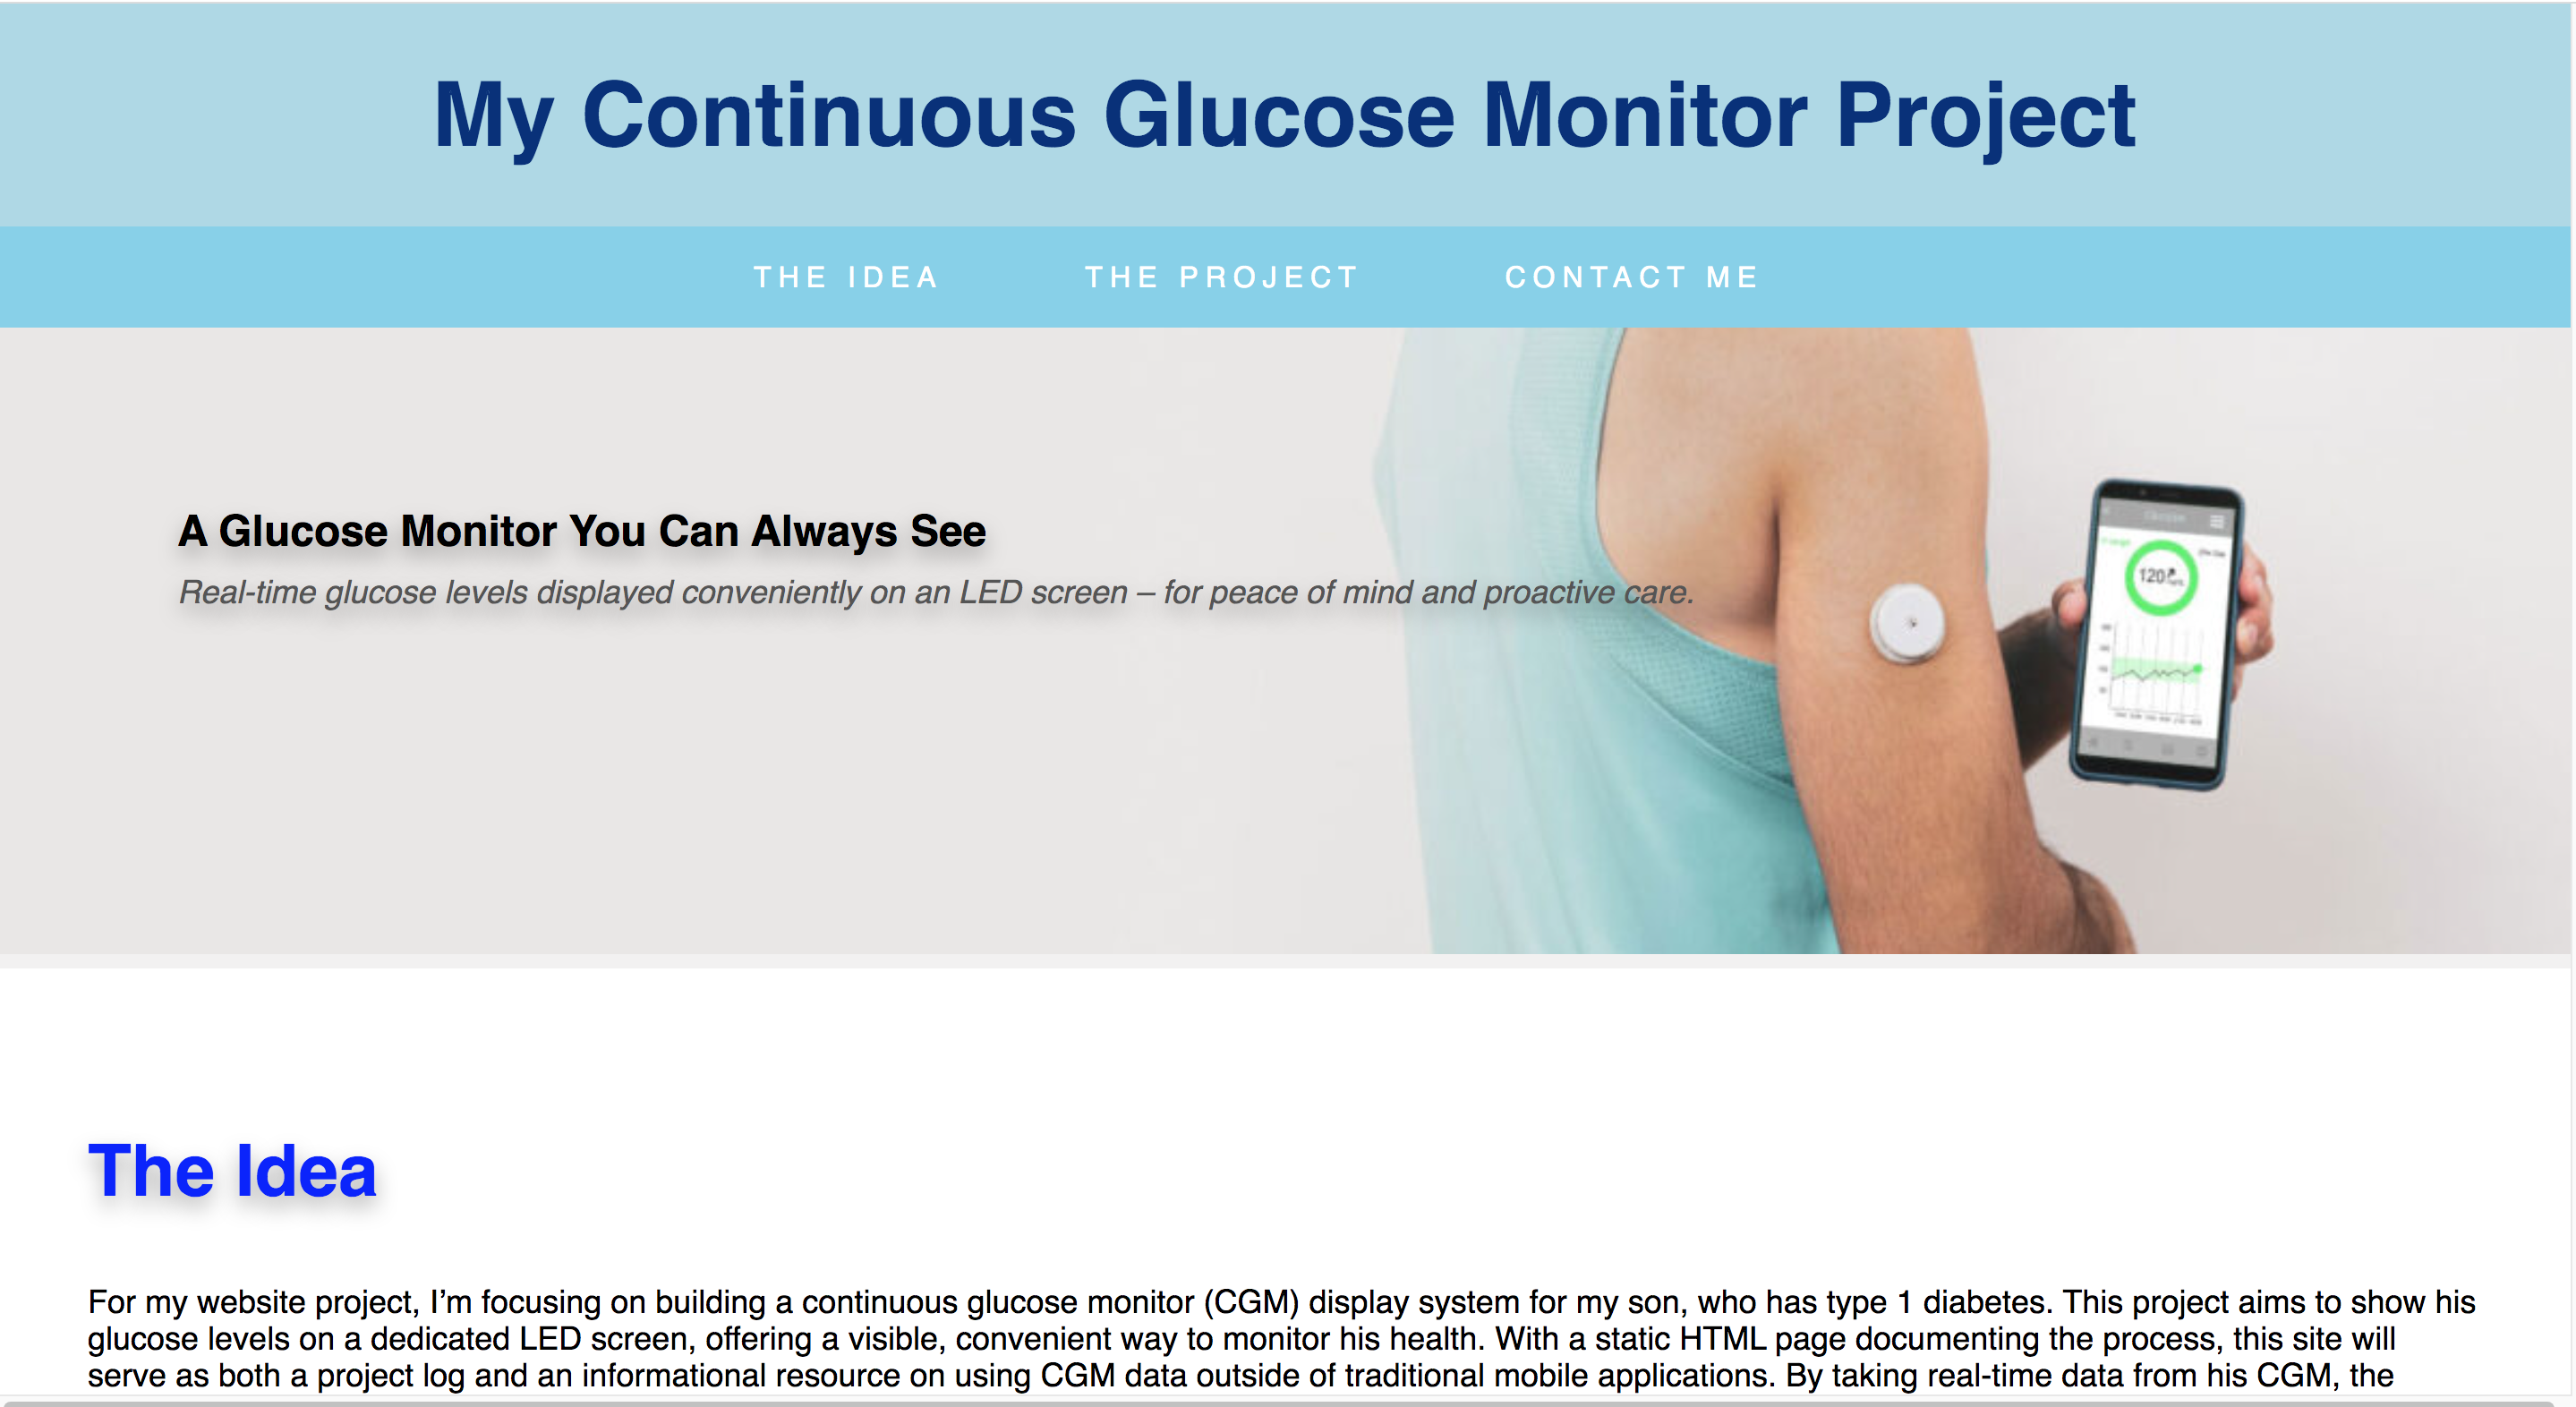 My Continuous Glucose Monitor Project
THE IDEA THE PROJECT CONTACT ME
A Glucose Monitor You Can Always See
Real-time glucose levels displayed conveniently on an LED screen – for peace of mind and proactive care.
120
The Idea
For my website project, I’m focusing on building a continuous glucose monitor (CGM) display system for my son, who has type 1 diabetes. This project aims to show his
glucose levels on a dedicated LED screen, offering a visible, convenient way to monitor his health. With a static HTML page documenting the process, this site will
serve as both a project log and an informational resource on using CGM data outside of traditional mobile applications. By taking real-time data from his CGM, the